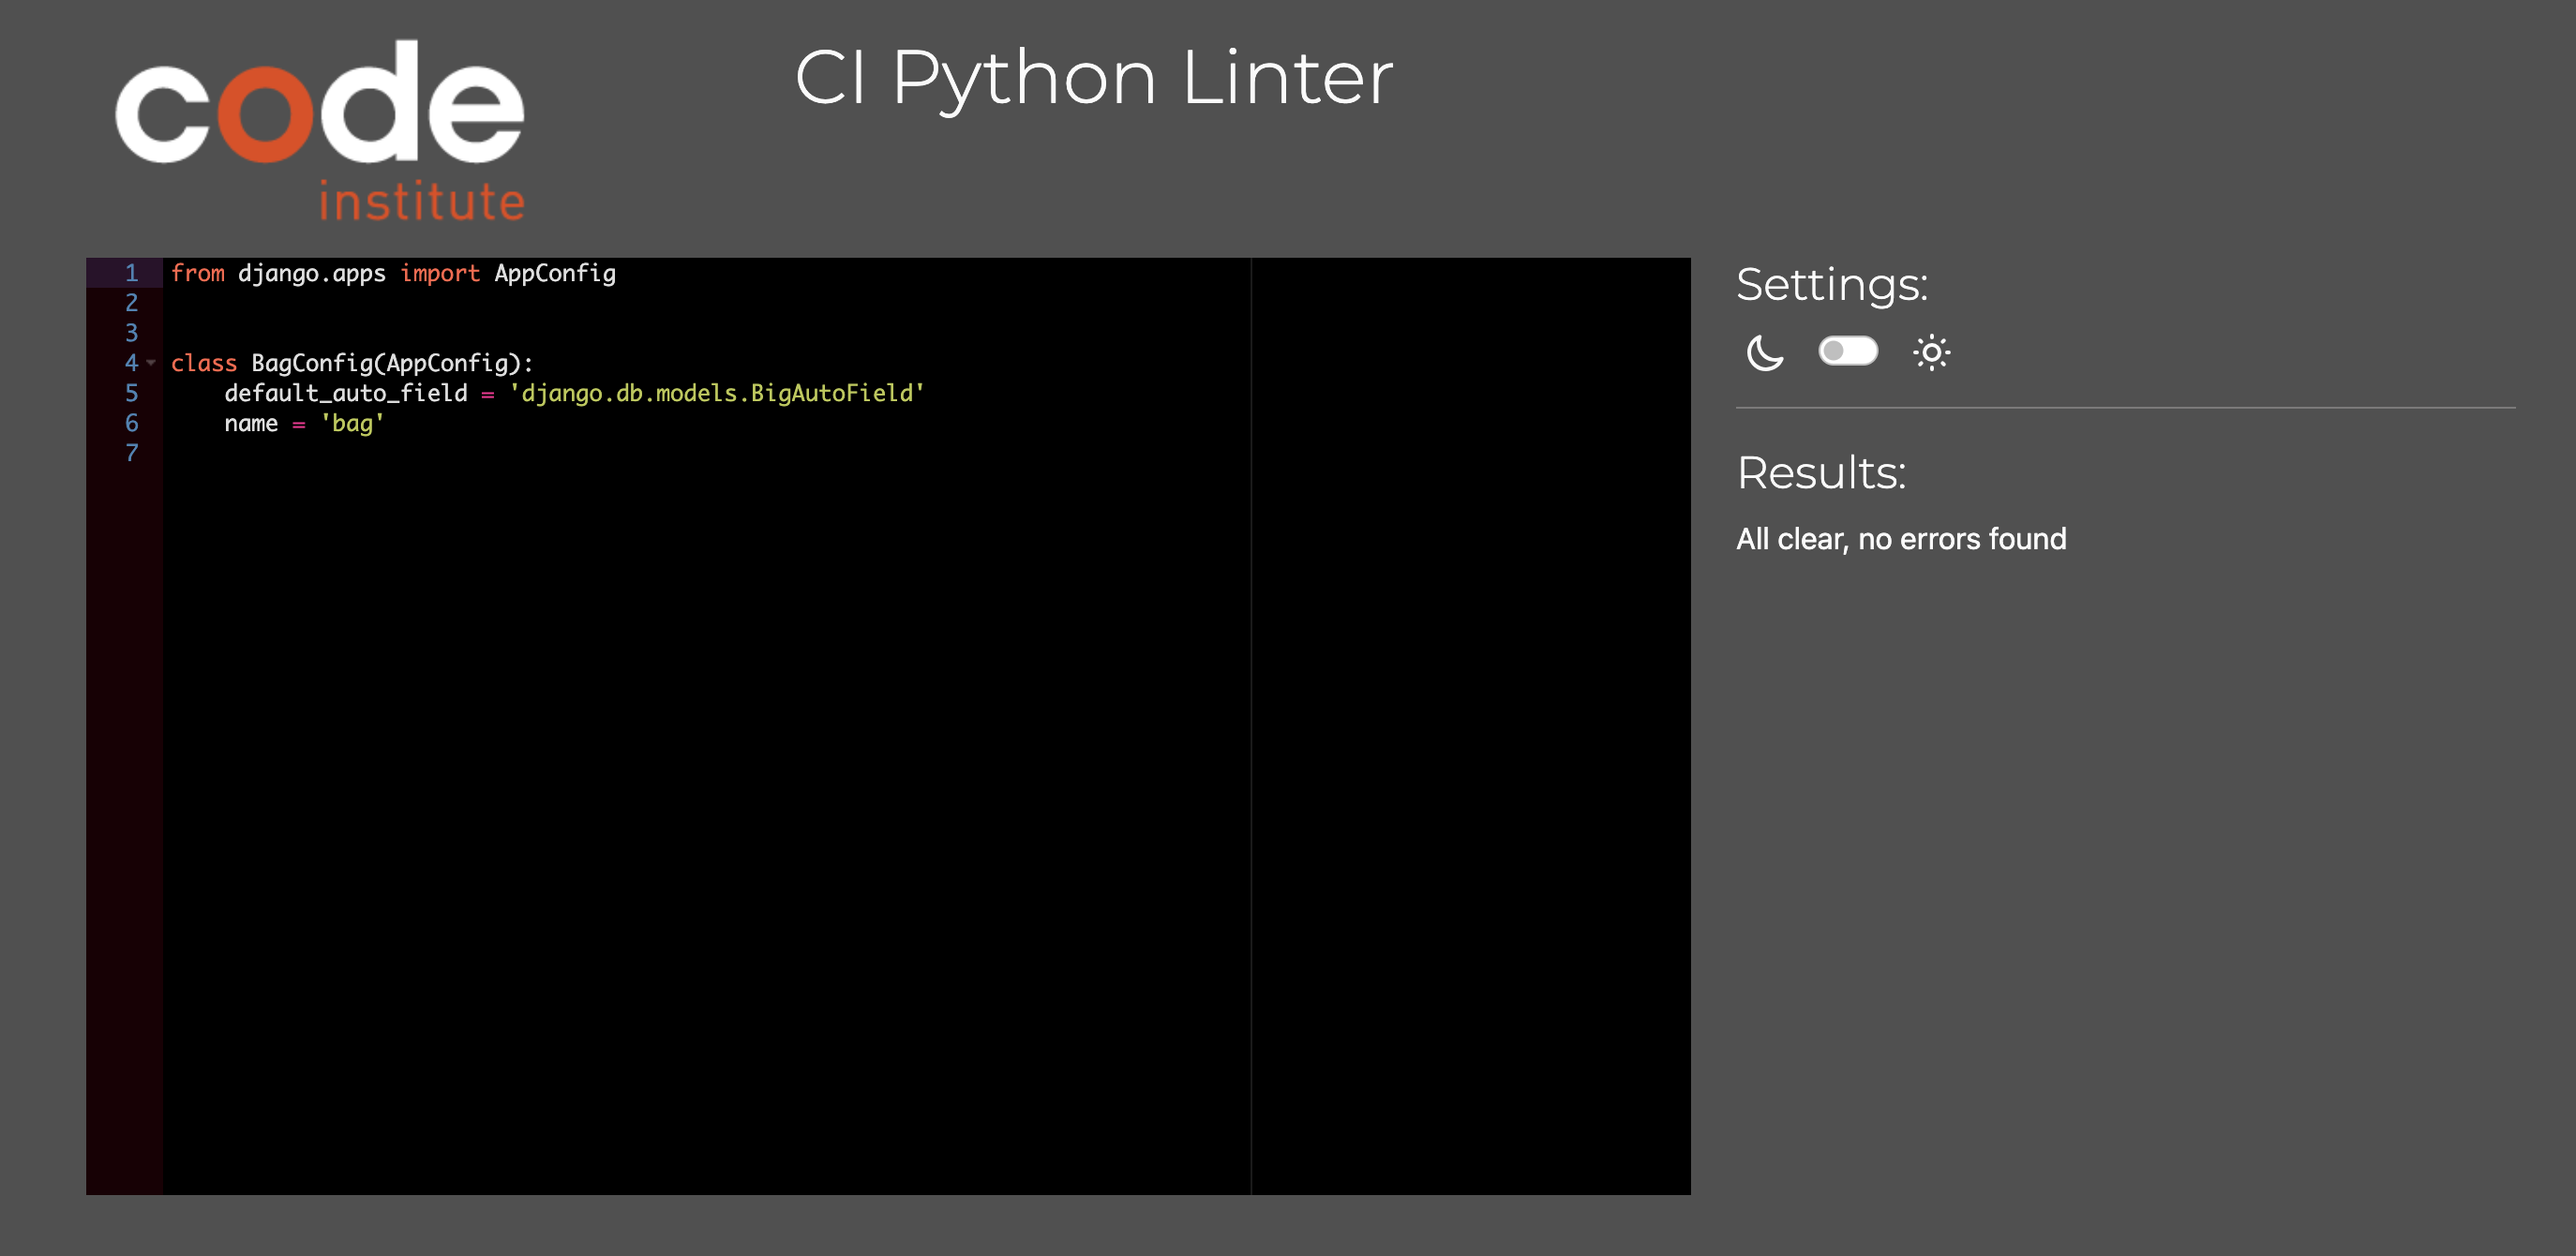 code
institute
CI Python Linter
1 from django.apps import AppConfig
2
3
4 class BagConfig(AppConfig):
5     default_auto_field = 'django.db.models.BigAutoField'
6     name = 'bag'
7
Settings:
Results:
All clear, no errors found